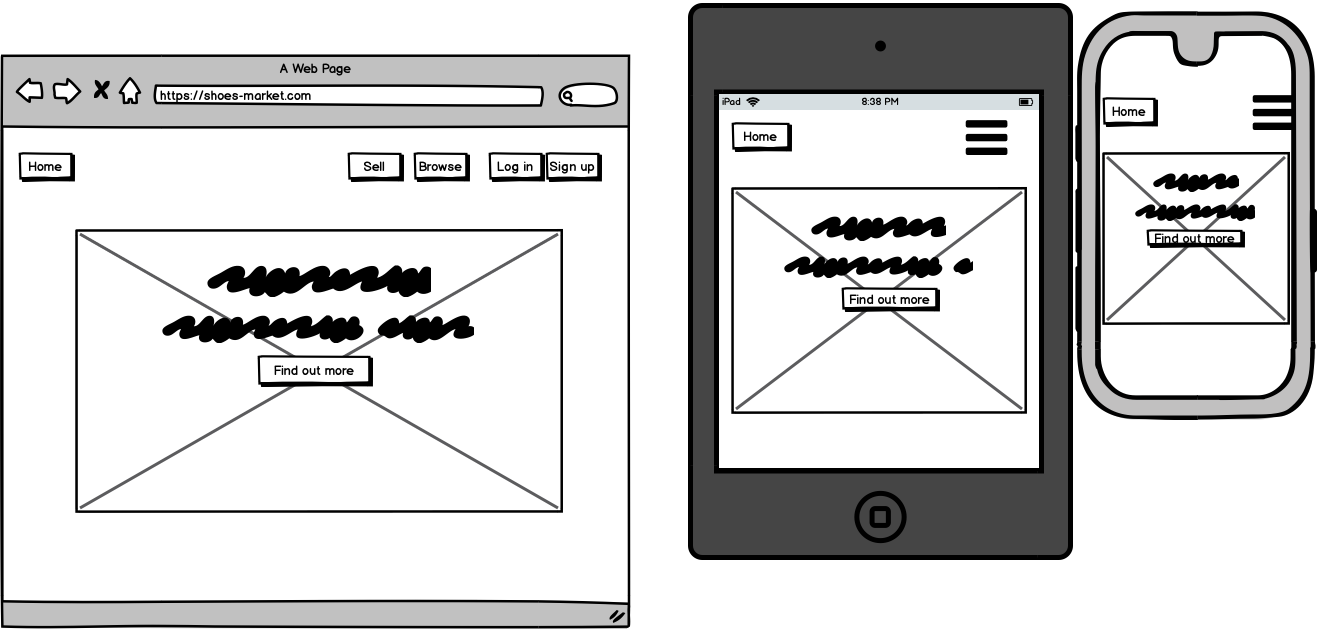 A Web Page
https://shoes-market.com
Home Sell Browse Log in Sign up
Find out more
iPad 8:38 PM
Home
Find out more
Home
Find out more